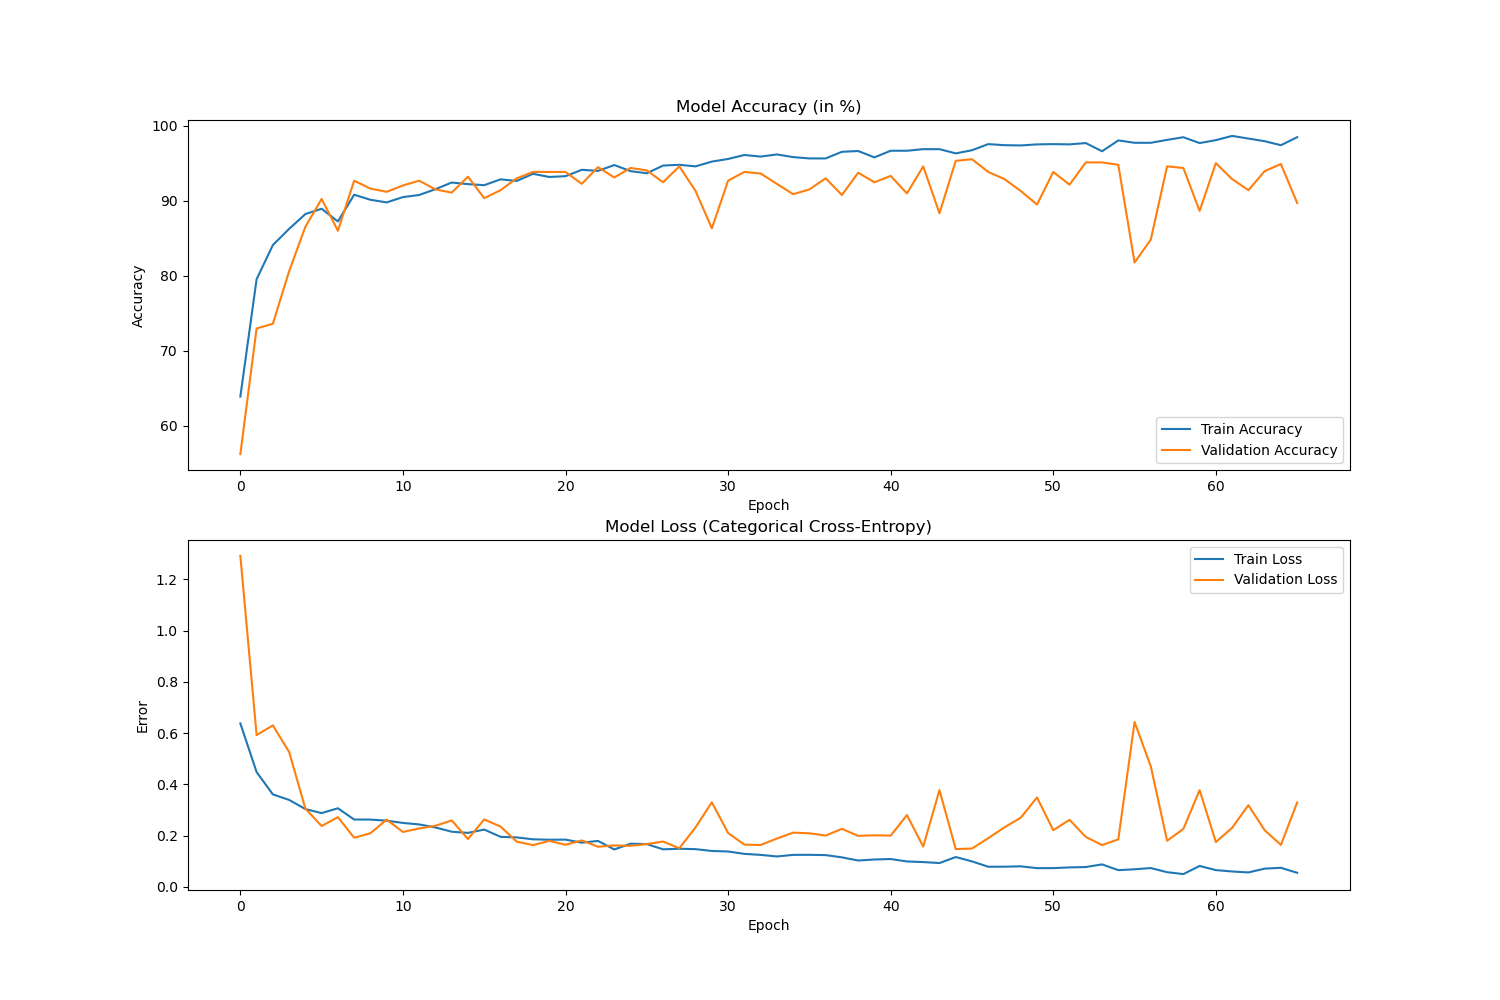 Model Accuracy (in %)
100
90
80
70
60
Accuracy
Train Accuracy
Validation Accuracy
0 10 20 30 40 50 60
Epoch
Model Loss (Categorical Cross-Entropy)
Train Loss
Validation Loss
1.2
1.0
0.8
0.6
0.4
0.2
0.0
Error
0 10 20 30 40 50 60
Epoch